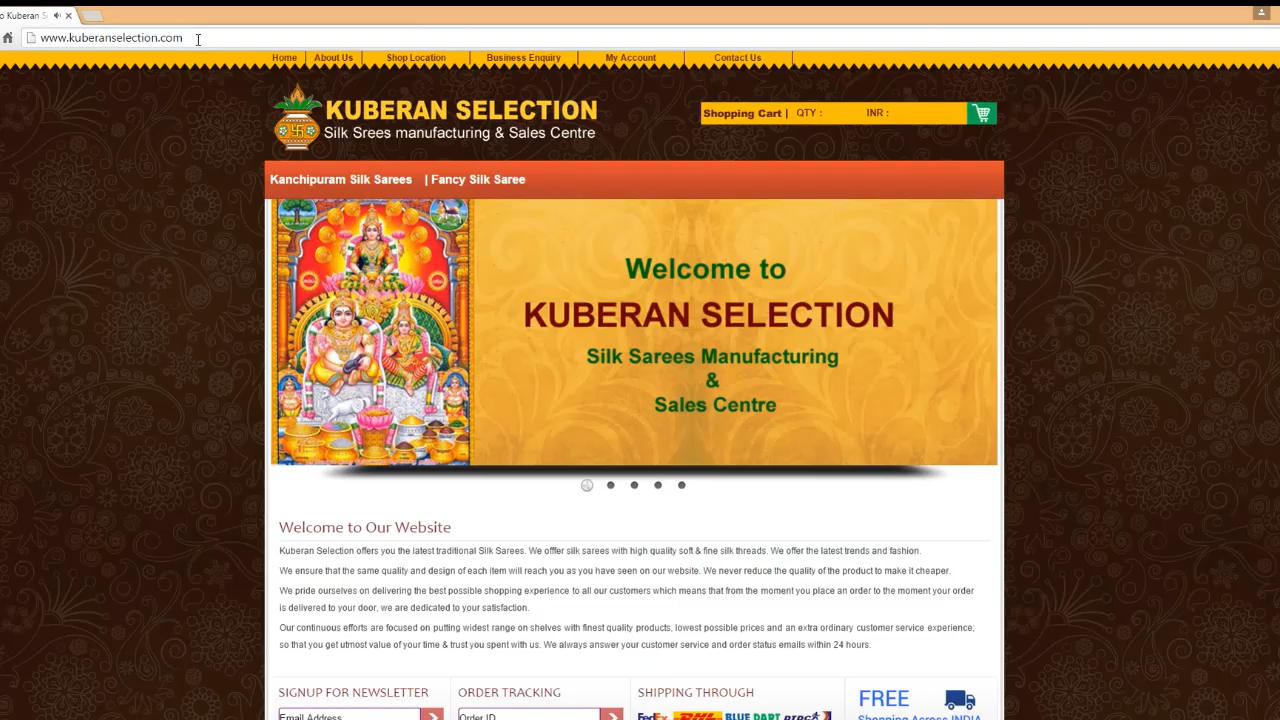 o Kuberan S
www.kuberanselection.com
Home About Us Shop Location Business Enquiry My Account Contact Us
KUBERAN SELECTION
Silk Srees manufacturing & Sales Centre
Shopping Cart | QTY : INR :
Kanchipuram Silk Sarees | Fancy Silk Saree
Welcome to
KUBERAN SELECTION
Silk Sarees Manufacturing
&
Sales Centre
Welcome to Our Website
Kuberan Selection offers you the latest traditional Silk Sarees. We offfer silk sarees with high quality soft & fine silk threads. We offer the latest trends and fashion.
We ensure that the same quality and design of each item will reach you as you have seen on our website. We never reduce the quality of the product to make it cheaper.
We pride ourselves on delivering the best possible shopping experience to all our customers which means that from the moment you place an order to the moment your order
is delivered to your door, we are dedicated to your satisfaction.
Our continuous efforts are focused on putting widest range on shelves with finest quality products, lowest possible prices and an extra ordinary customer service experience;
so that you get utmost value of your time & trust you spent with us. We always answer your customer service and order status emails within 24 hours.
SIGNUP FOR NEWSLETTER ORDER TRACKING SHIPPING THROUGH FREE
Email Address Order ID FedEx DHL BLUE DART Shopping Across INDIA